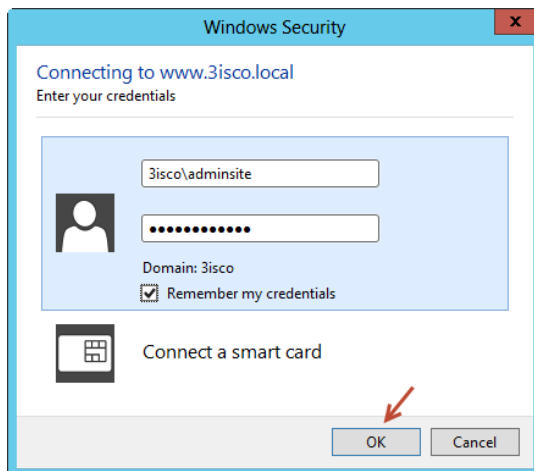 Windows Security
x
Connecting to www.3isco.local
Enter your credentials
3isco\adminsite
••••••••••••
Domain: 3isco
Remember my credentials
Connect a smart card
OK
Cancel